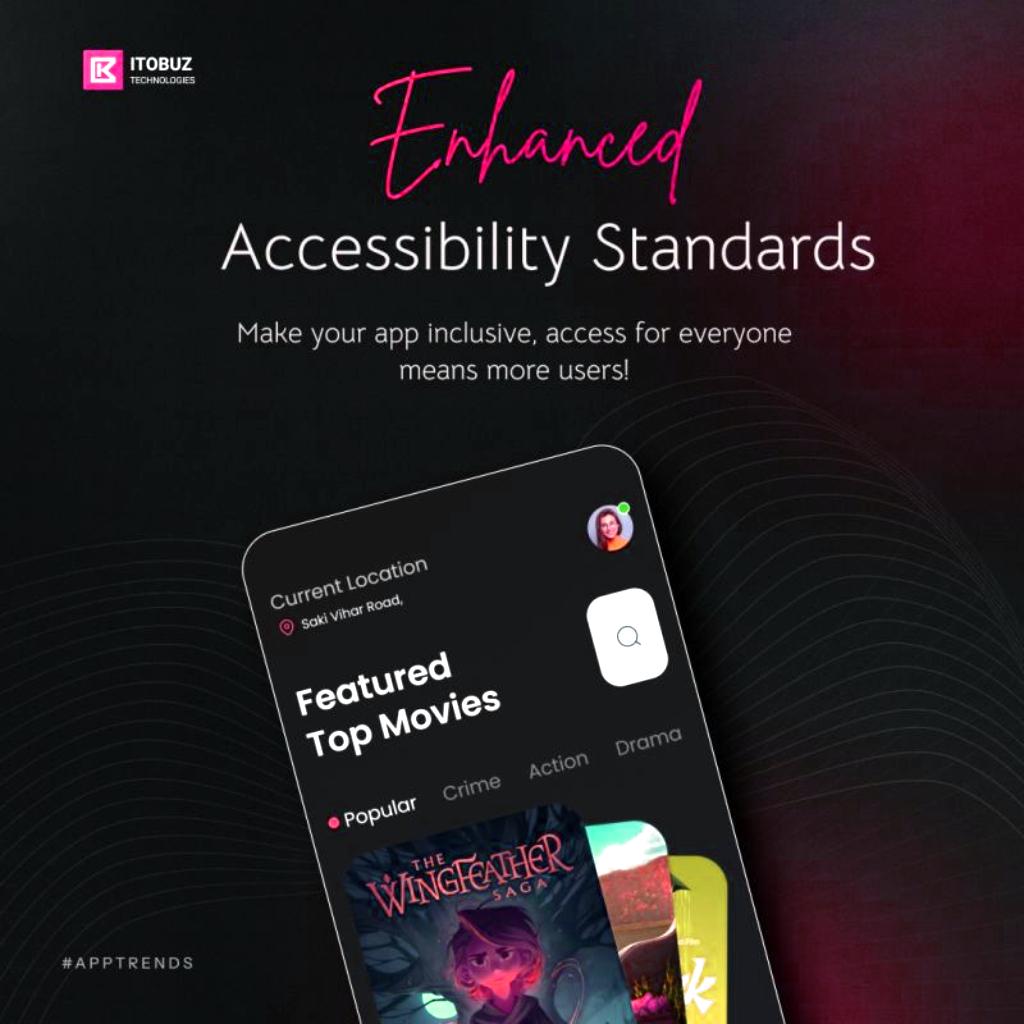 ITOBUZ
TECHNOLOGIES
Enhanced
Accessibility Standards
Make your app inclusive, access for everyone
means more users!
Current Location
Saki Vihar Road,
Featured
Top Movies
Popular Crime Action Drama
THE
WINGFEATHER
SAGA
#APPTRENDS